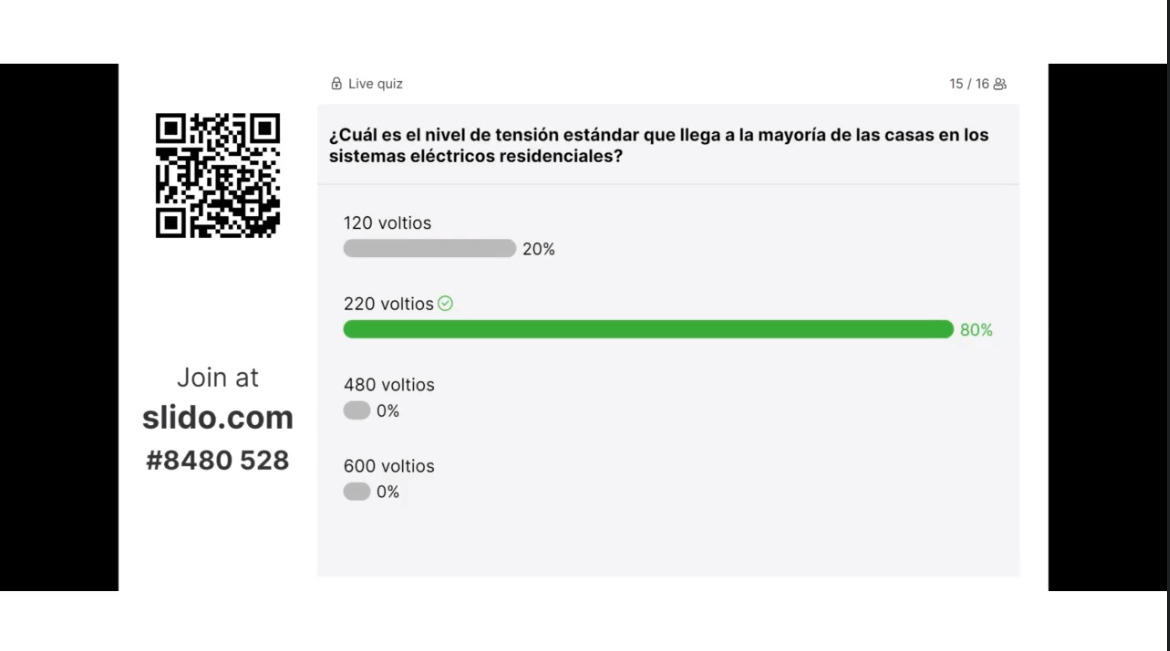 Live quiz
15 / 16
¿Cuál es el nivel de tensión estándar que llega a la mayoría de las casas en los
sistemas eléctricos residenciales?
120 voltios
20%
220 voltios
80%
480 voltios
0%
600 voltios
0%
Join at
slido.com
#8480 528